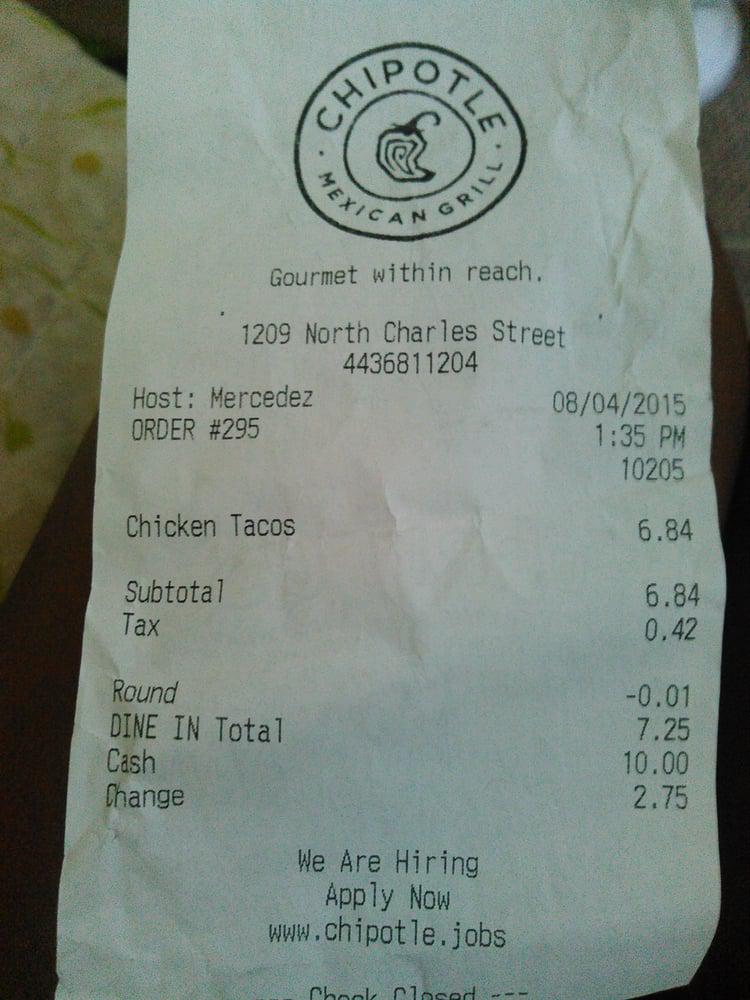 CHIPOTLE
MEXICAN GRILL
Gourmet within reach.
1209 North Charles Street
4436811204
Host: Mercedez 08/04/2015
ORDER #295 1:35 PM
10205
Chicken Tacos 6.84
Subtotal 6.84
Tax 0.42
Round -0.01
DINE IN Total 7.25
Cash 10.00
Change 2.75
We Are Hiring
Apply Now
www.chipotle.jobs
--- Check Closed ---